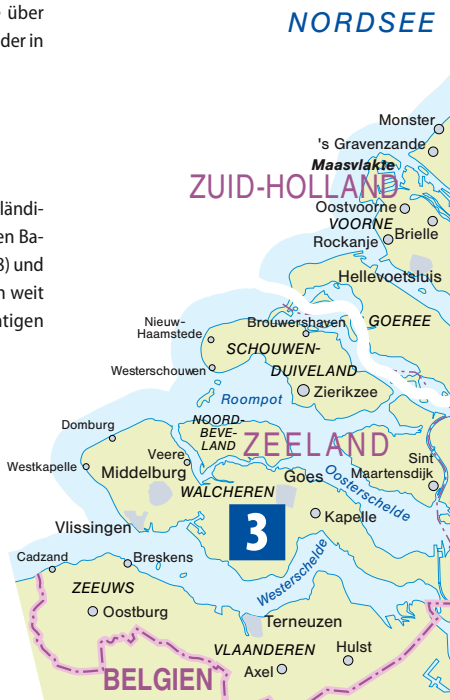 über
der in
ländi-
en Ba-
3) und
n weit
ntigen
NORDSEE
Monster
's Gravenzande
Maasvlakte
ZUID-HOLLAND
Oostvoorne
VOORNE
Brielle
Rockanje
Hellevoetsluis
Nieuw-
Haamstede
Brouwershaven
GOEREE
SCHOUWEN-
Westerschouwen
DUIVELAND
Zierikzee
Roompot
Domburg
NOORD-
BEVE-
LAND
ZEELAND
Veere
Sint
Maartensdijk
Westkapelle
Middelburg
Goes
Oosterschelde
WALCHEREN
Kapelle
3
Vlissingen
Cadzand
Breskens
Westerschelde
ZEEUWS
Oostburg
Terneuzen
VLAANDEREN
Hulst
Axel
BELGIEN